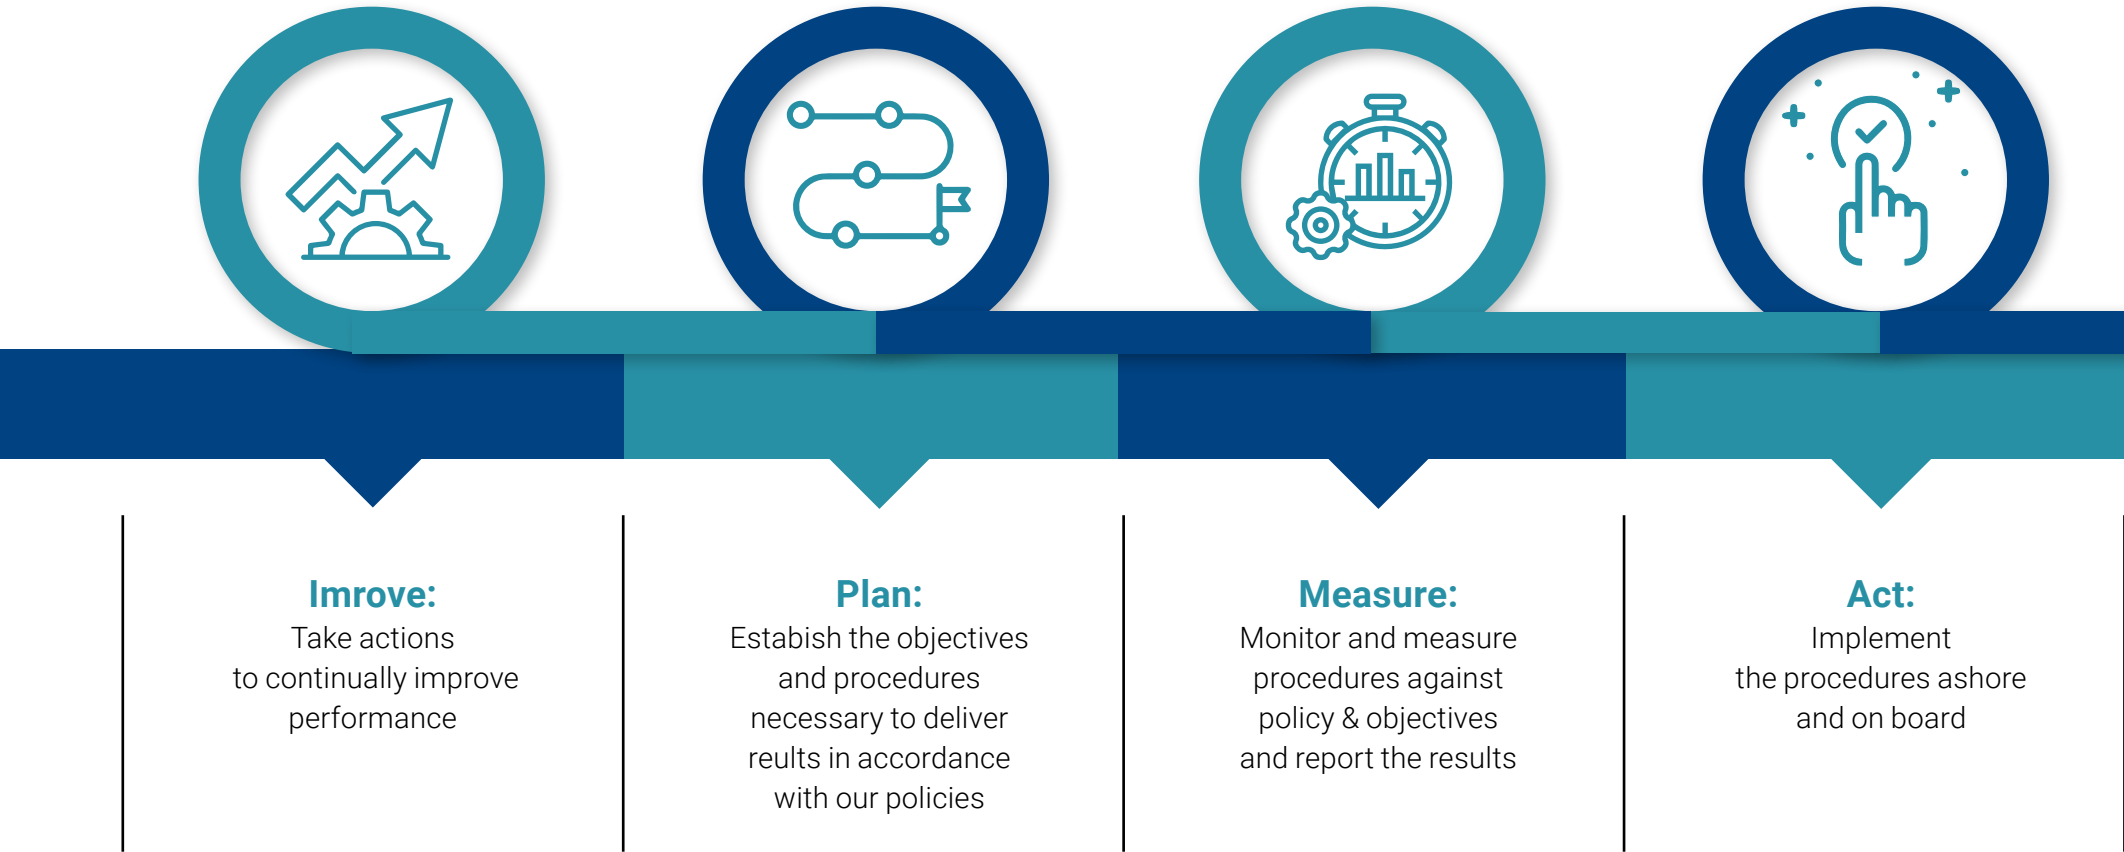 Imrove:
Take actions
to continually improve
performance
Plan:
Estabish the objectives
and procedures
necessary to deliver
reults in accordance
with our policies
Measure:
Monitor and measure
procedures against
policy & objectives
and report the results
Act:
Implement
the procedures ashore
and on board